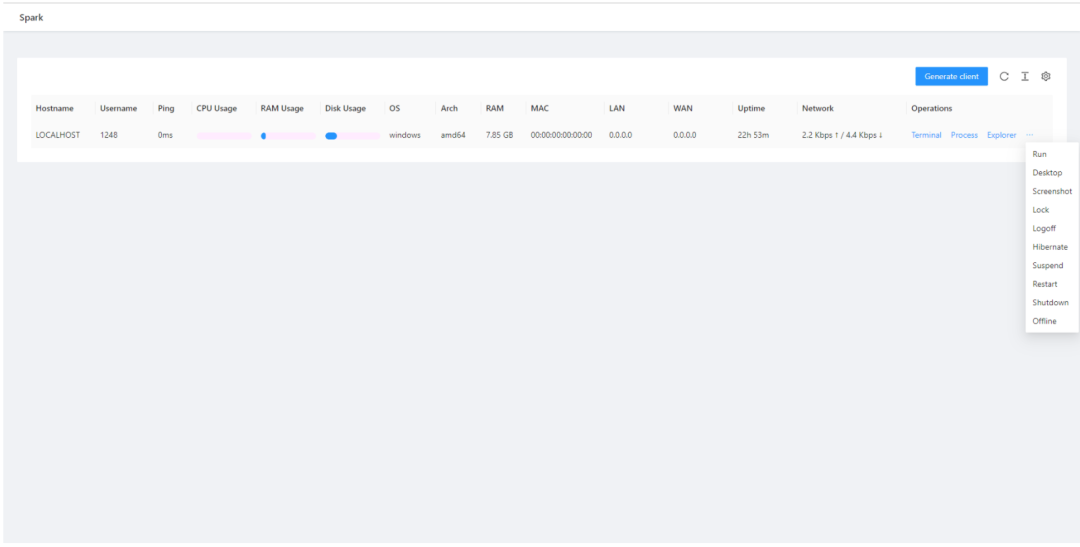 Spark
Generate client
Hostname Username Ping CPU Usage RAM Usage Disk Usage OS Arch RAM MAC LAN WAN Uptime Network Operations
LOCALHOST 1248 0ms windows amd64 7.85 GB 00:00:00:00:00:00 0.0.0.0 0.0.0.0 22h 53m 2.2 Kbps ↑ / 4.4 Kbps ↓ Terminal Process Explorer ···
Run
Desktop
Screenshot
Lock
Logoff
Hibernate
Suspend
Restart
Shutdown
Offline